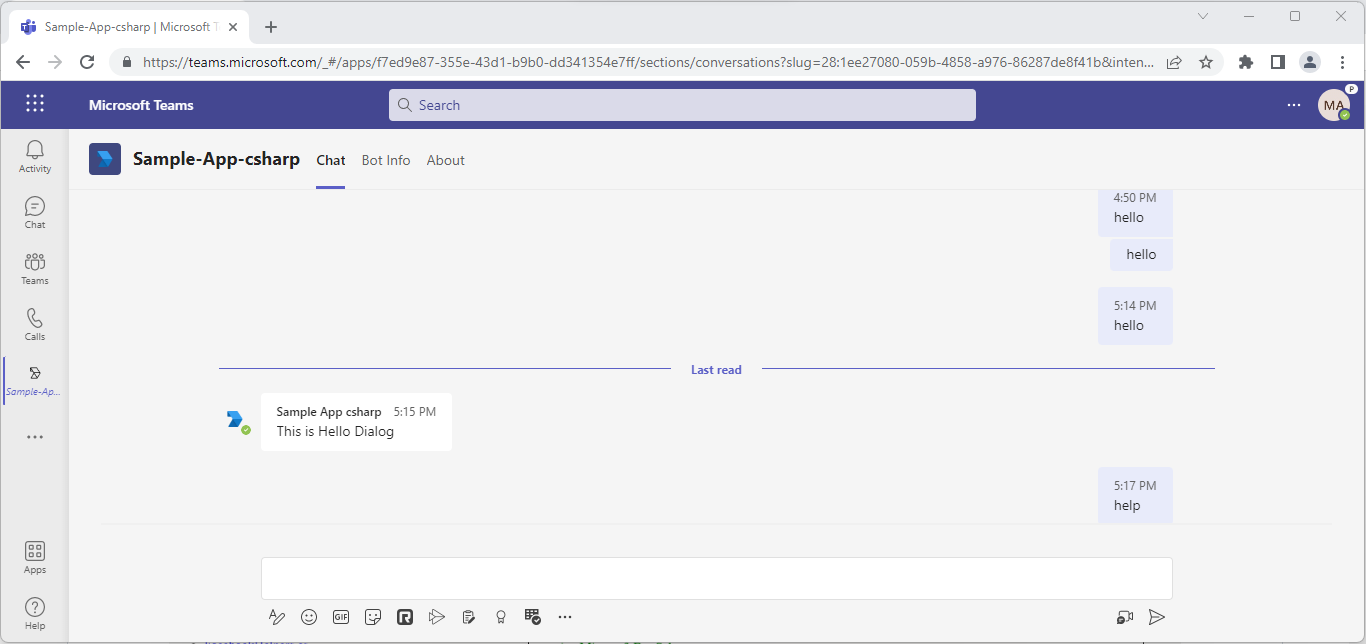 Sample-App-csharp | Microsoft T
https://teams.microsoft.com/_#/apps/f7ed9e87-355e-43d1-b9b0-dd341354e7ff/sections/conversations?slug=28:1ee27080-059b-4858-a976-86287de8f41b&inten...
Microsoft Teams
Search
MA
P
Activity
Chat
Teams
Calls
Sample-Ap...
Apps
Help
Sample-App-csharp
Chat
Bot Info
About
4:50 PM
hello
hello
5:14 PM
hello
Last read
Sample App csharp 5:15 PM
This is Hello Dialog
5:17 PM
help
GIF